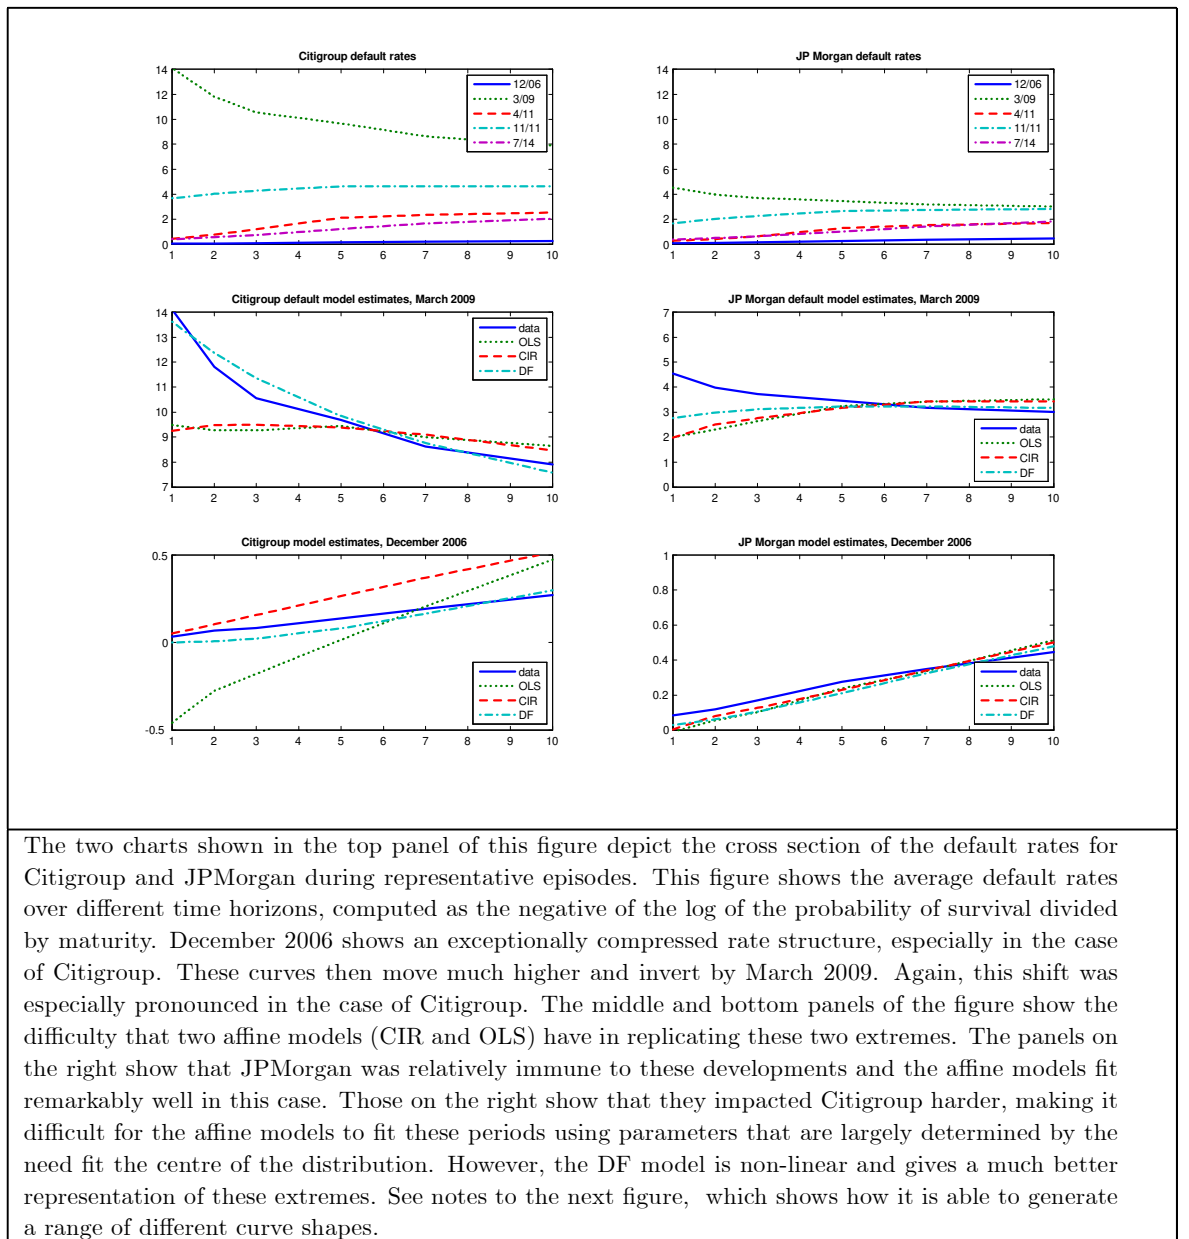 Citigroup default rates
14
12
10
8
6
4
2
0
1 2 3 4 5 6 7 8 9 10
12/06
3/09
4/11
11/11
7/14
JP Morgan default rates
14
12
10
8
6
4
2
0
1 2 3 4 5 6 7 8 9 10
12/06
3/09
4/11
11/11
7/14
Citigroup default model estimates, March 2009
14
13
12
11
10
9
8
7
1 2 3 4 5 6 7 8 9 10
data
OLS
CIR
DF
JP Morgan default model estimates, March 2009
7
6
5
4
3
2
1
0
1 2 3 4 5 6 7 8 9 10
data
OLS
CIR
DF
Citigroup model estimates, December 2006
0.5
0
-0.5
1 2 3 4 5 6 7 8 9 10
data
OLS
CIR
DF
JP Morgan model estimates, December 2006
1
0.8
0.6
0.4
0.2
0
1 2 3 4 5 6 7 8 9 10
data
OLS
CIR
DF
The two charts shown in the top panel of this figure depict the cross section of the default rates for
Citigroup and JPMorgan during representative episodes. This figure shows the average default rates
over different time horizons, computed as the negative of the log of the probability of survival divided
by maturity. December 2006 shows an exceptionally compressed rate structure, especially in the case
of Citigroup. These curves then move much higher and invert by March 2009. Again, this shift was
especially pronounced in the case of Citigroup. The middle and bottom panels of the figure show the
difficulty that two affine models (CIR and OLS) have in replicating these two extremes. The panels on
the right show that JPMorgan was relatively immune to these developments and the affine models fit
remarkably well in this case. Those on the right show that they impacted Citigroup harder, making it
difficult for the affine models to fit these periods using parameters that are largely determined by the
need fit the centre of the distribution. However, the DF model is non-linear and gives a much better
representation of these extremes. See notes to the next figure, which shows how it is able to generate
a range of different curve shapes.